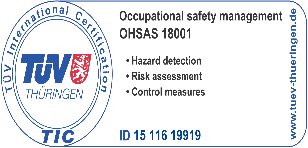 TÜV International Certification
TÜV
THÜRINGEN
TIC
Occupational safety management
OHSAS 18001
• Hazard detection
• Risk assessment
• Control measures
ID 15 116 19919
www.tuev-thueringen.de